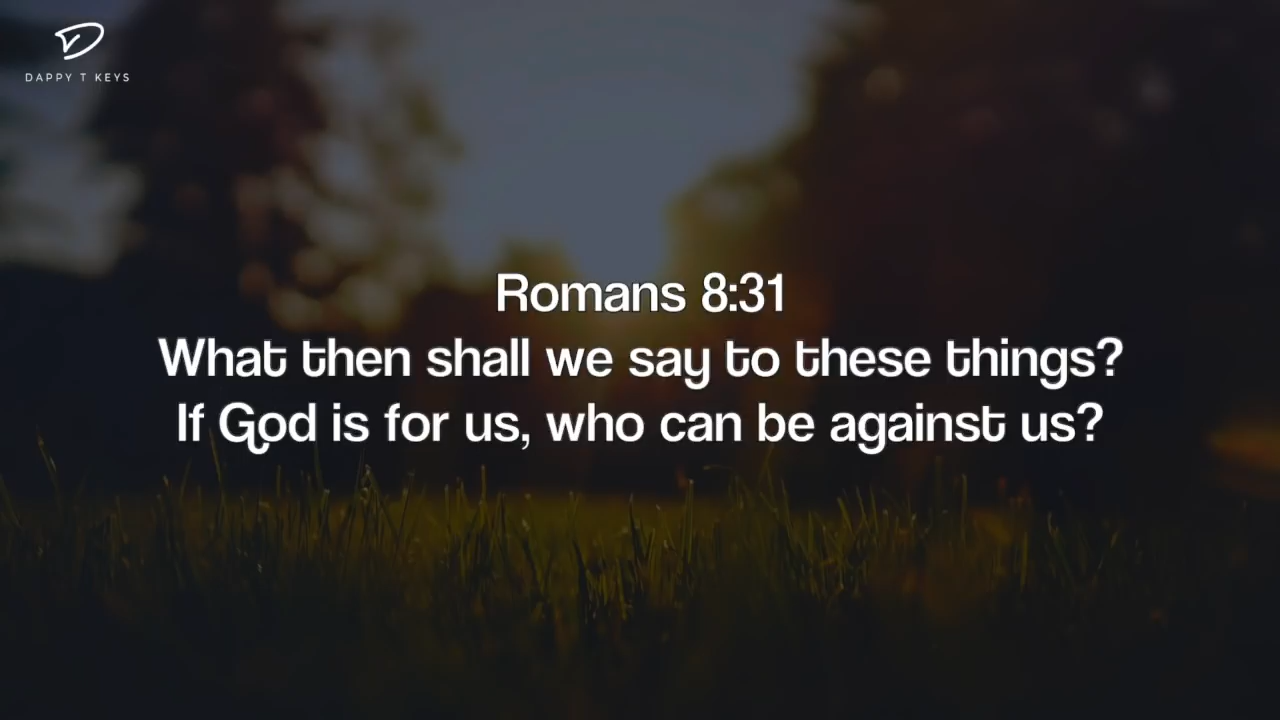 DAPPY T KEYS
Romans 8:31
What then shall we say to these things?
If God is for us, who can be against us?